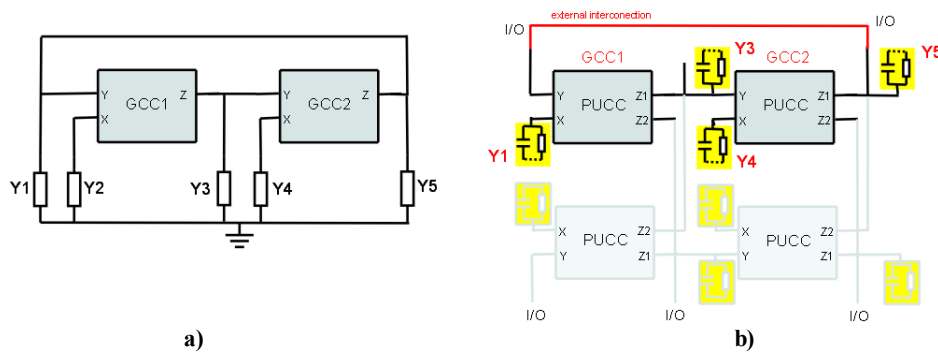 Y
GCC1
Z
X
Y
GCC2
Z
X
Y1
Y2
Y3
Y4
Y5
a)
external interconection
I/O
I/O
GCC1
Y3
GCC2
Y5
Y
PUCC
Z1
X
Z2
Y
PUCC
Z1
X
Z2
Y1
Y4
X
PUCC
Z2
Y
Z1
X
PUCC
Z2
Y
Z1
I/O
I/O
I/O
b)